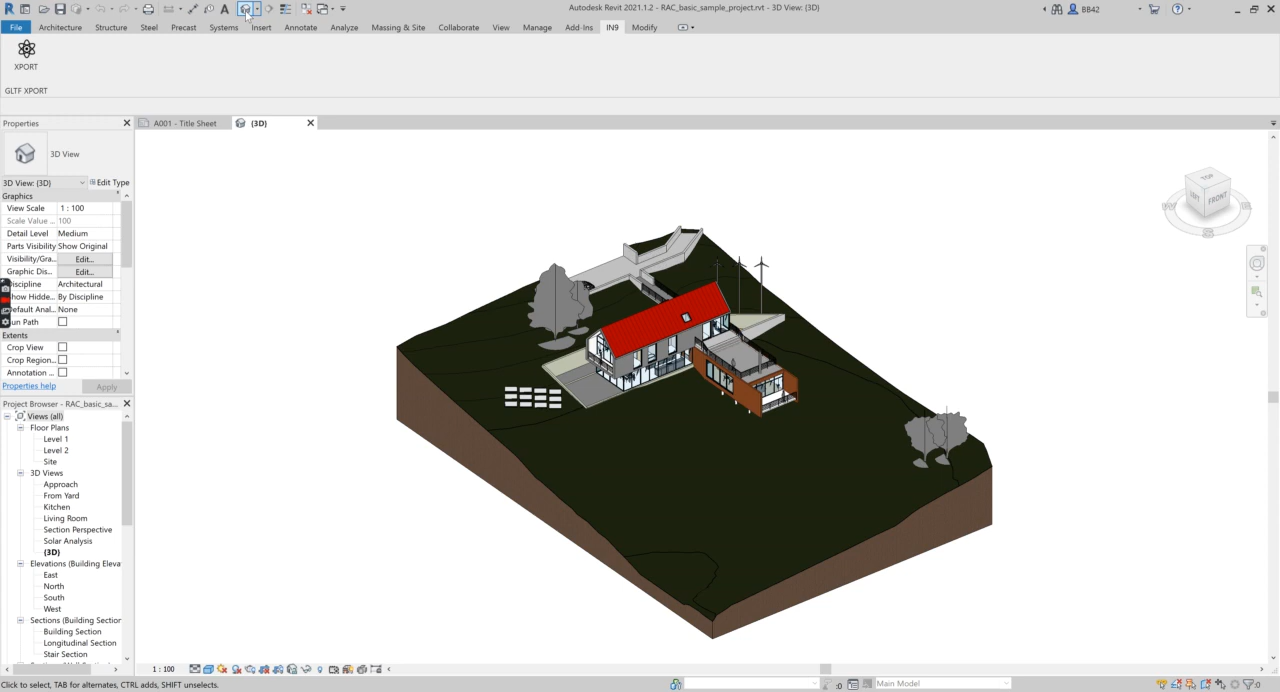 Autodesk Revit 2021.1.2 - RAC_basic_sample_project.rvt - 3D View: {3D}
BB42
File Architecture Structure Steel Precast Systems Insert Annotate Analyze Massing & Site Collaborate View Manage Add-Ins IN9 Modify
XPORT
GLTF XPORT
Properties
A001 - Title Sheet
{3D}
3D View
3D View: {3D} Edit Type
Graphics
View Scale 1 : 100
Scale Value ... 100
Detail Level Medium
Parts Visibility Show Original
Visibility/Gra... Edit...
Graphic Dis... Edit...
Discipline Architectural
how Hidde... By Discipline
efault Anal... None
un Path
Extents
Crop View
Crop Region...
Annotation ...
Properties help Apply
Project Browser - RAC_basic_sa...
Views (all)
Floor Plans
Level 1
Level 2
Site
3D Views
Approach
From Yard
Kitchen
Living Room
Section Perspective
Solar Analysis
{3D}
Elevations (Building Eleva
East
North
South
West
Sections (Building Section
Building Section
Longitudinal Section
Stair Section
TOP
FRONT
S
1 : 100
Click to select, TAB for alternates, CTRL adds, SHIFT unselects.
:0
Main Model
:0